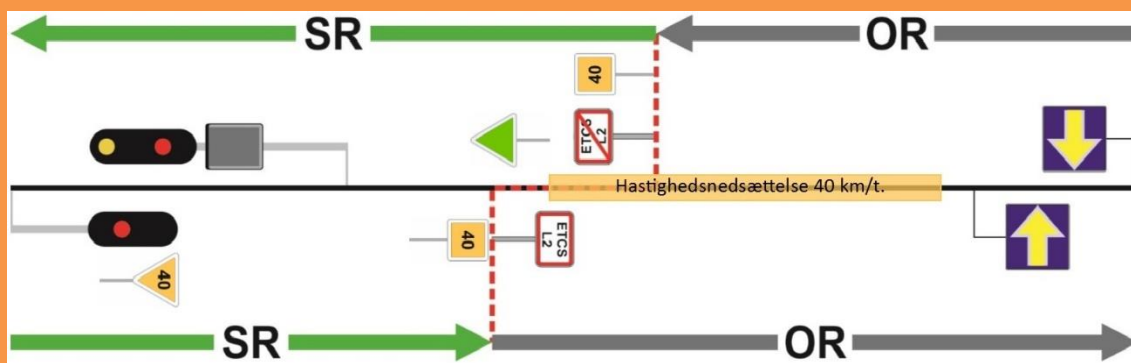 SR
OR
40
ETCS
L2
Hastighedsnedsættelse 40 km/t.
40
ETCS
L2
40
SR
OR